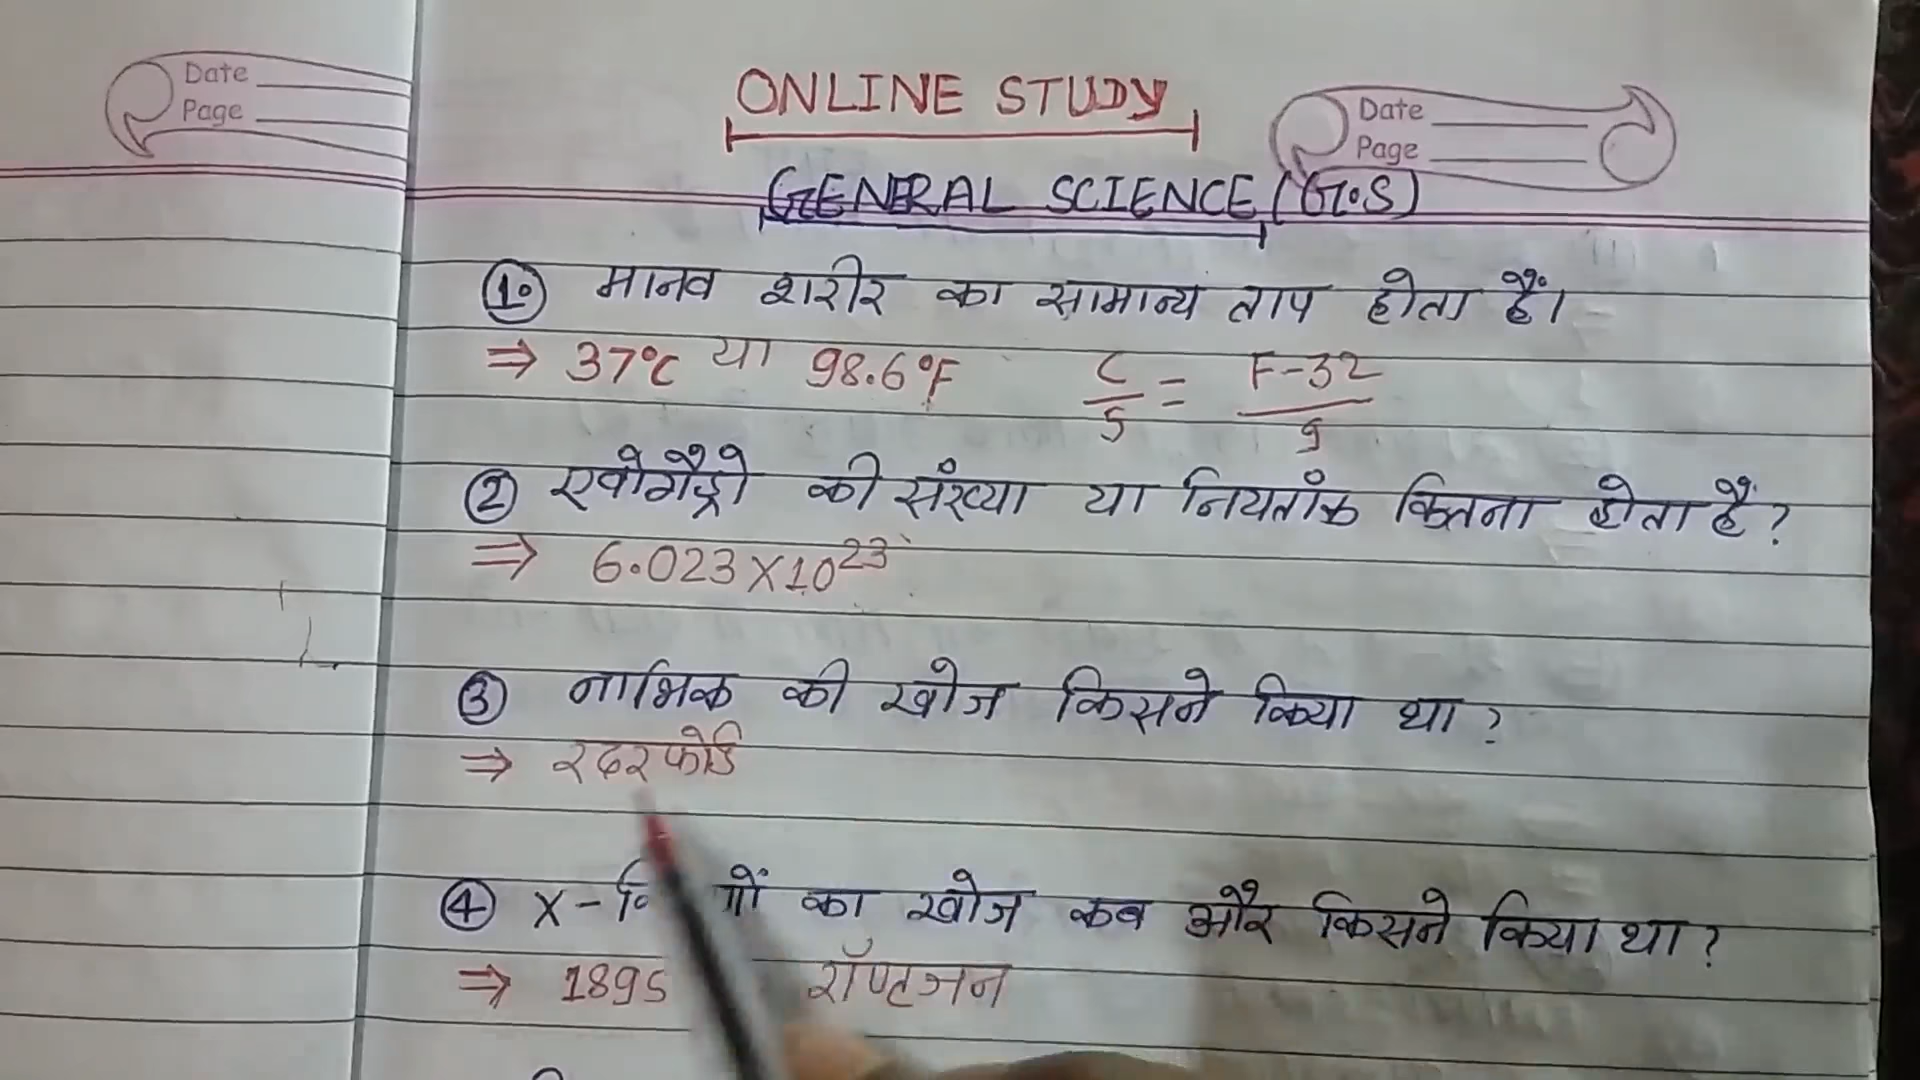 Date
Page
ONLINE STUDY
Date
Page
GENERAL SCIENCE (G.S)
① मानव शरीर का सामान्य ताप होता हैं।
⇒ 37°C या 98.6°F C/5 = F-32/9
② एवोगैड्रो की संख्या या नियतांक कितना होता हैं?
⇒ 6.023×10²³
③ नाभिक की खोज किसने किया था?
⇒ रदरफोर्ड
④ X- का खोज कब और किसने किया था?
⇒ 1895 रॉण्टजन